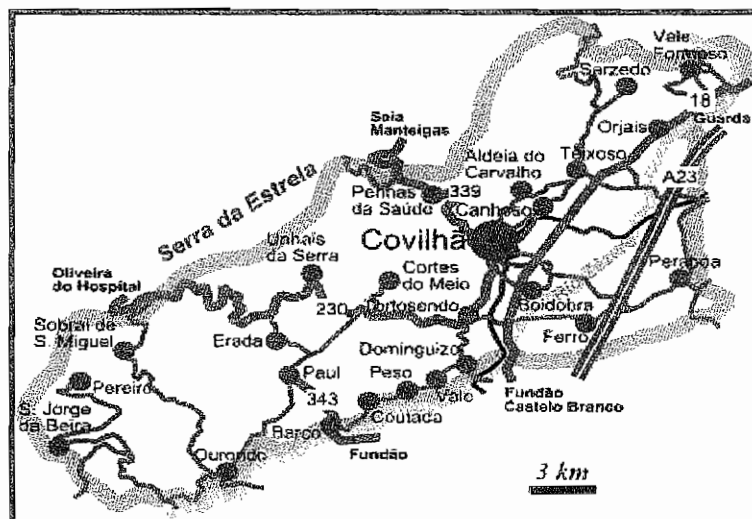 Vale
Formoso
Sarzedo
18
Guarda
Seia
Manteigas
Orjais
Aldeia do
Carvalho
Teixoso
A23
Penhas
da Saúde
339
Canhoso
Serra da Estrela
Covilhã
Unhais
da Serra
Cortes
do Meio
Peraboa
Oliveira
do Hospital
230
Tortosendo
Boidobra
Sobral de
S. Miguel
Erada
Ferro
Dominguizo
Pereiro
Paul
Peso
343
Vale
Fundão
Castelo Branco
S. Jorge
da Beira
Coutada
Barco
Ourondo
Fundão
3 km